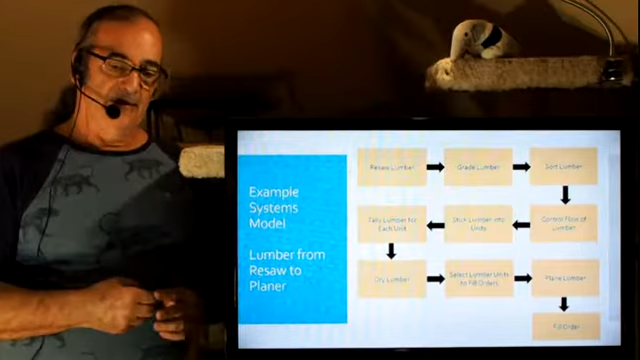 Example
Systems
Model
Lumber from
Resaw to
Planer
Resaw Lumber
Grade Lumber
Sort Lumber
Control Flow of
Lumber
Stick Lumber into
Units
Tally Lumber for
Each Unit
Dry Lumber
Select Lumber Units
to Fill Orders
Plane Lumber
Fill Order